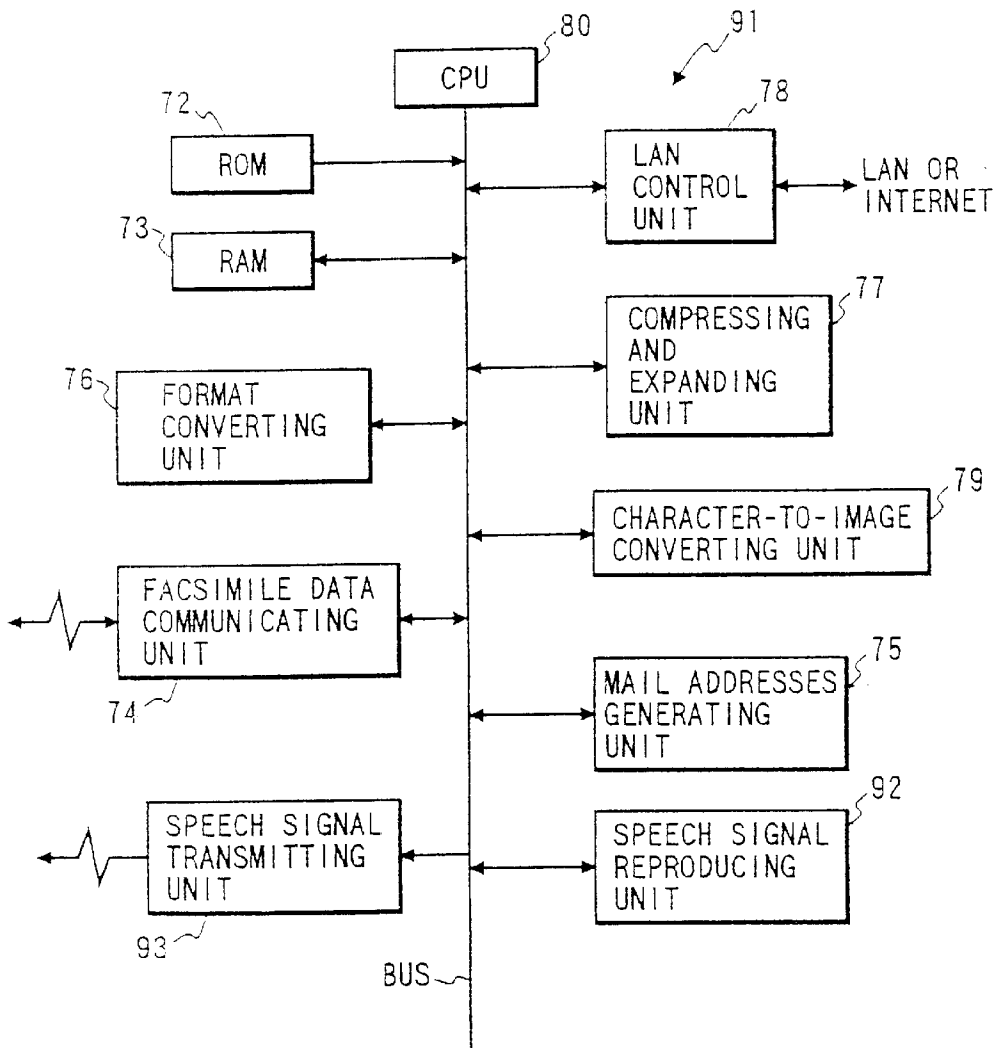 80
91
CPU
72
78
ROM
LAN
CONTROL
UNIT
LAN OR
INTERNET
73
RAM
77
COMPRESSING
AND
EXPANDING
UNIT
76
FORMAT
CONVERTING
UNIT
79
CHARACTER-TO-IMAGE
CONVERTING UNIT
FACSIMILE DATA
COMMUNICATING
UNIT
74
75
MAIL ADDRESSES
GENERATING
UNIT
92
SPEECH SIGNAL
TRANSMITTING
UNIT
93
SPEECH SIGNAL
REPRODUCING
UNIT
BUS